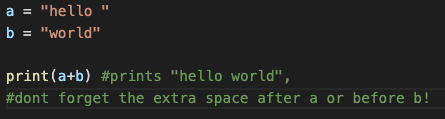 a = "hello "
b = "world"
print(a+b) #prints "hello world",
#dont forget the extra space after a or before b!